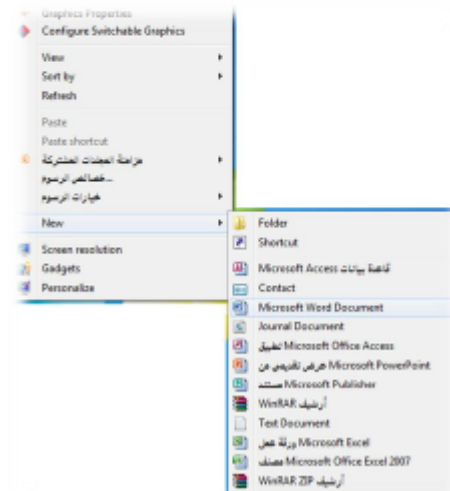 Graphics Properties
Configure Switchable Graphics
View
Sort by
Refresh
Paste
Paste shortcut
مزامنة المجلدات المشتركة
خصائص الرسوم...
خيارات الرسوم
New
Screen resolution
Gadgets
Personalize
Folder
Shortcut
قاعدة بيانات Microsoft Access
Contact
Microsoft Word Document
Journal Document
تطبيق Microsoft Office Access
عرض تقديمي من Microsoft PowerPoint
مستند Microsoft Publisher
أرشيف WinRAR
Text Document
ورقة عمل Microsoft Excel
مصنف Microsoft Office Excel 2007
أرشيف WinRAR ZIP